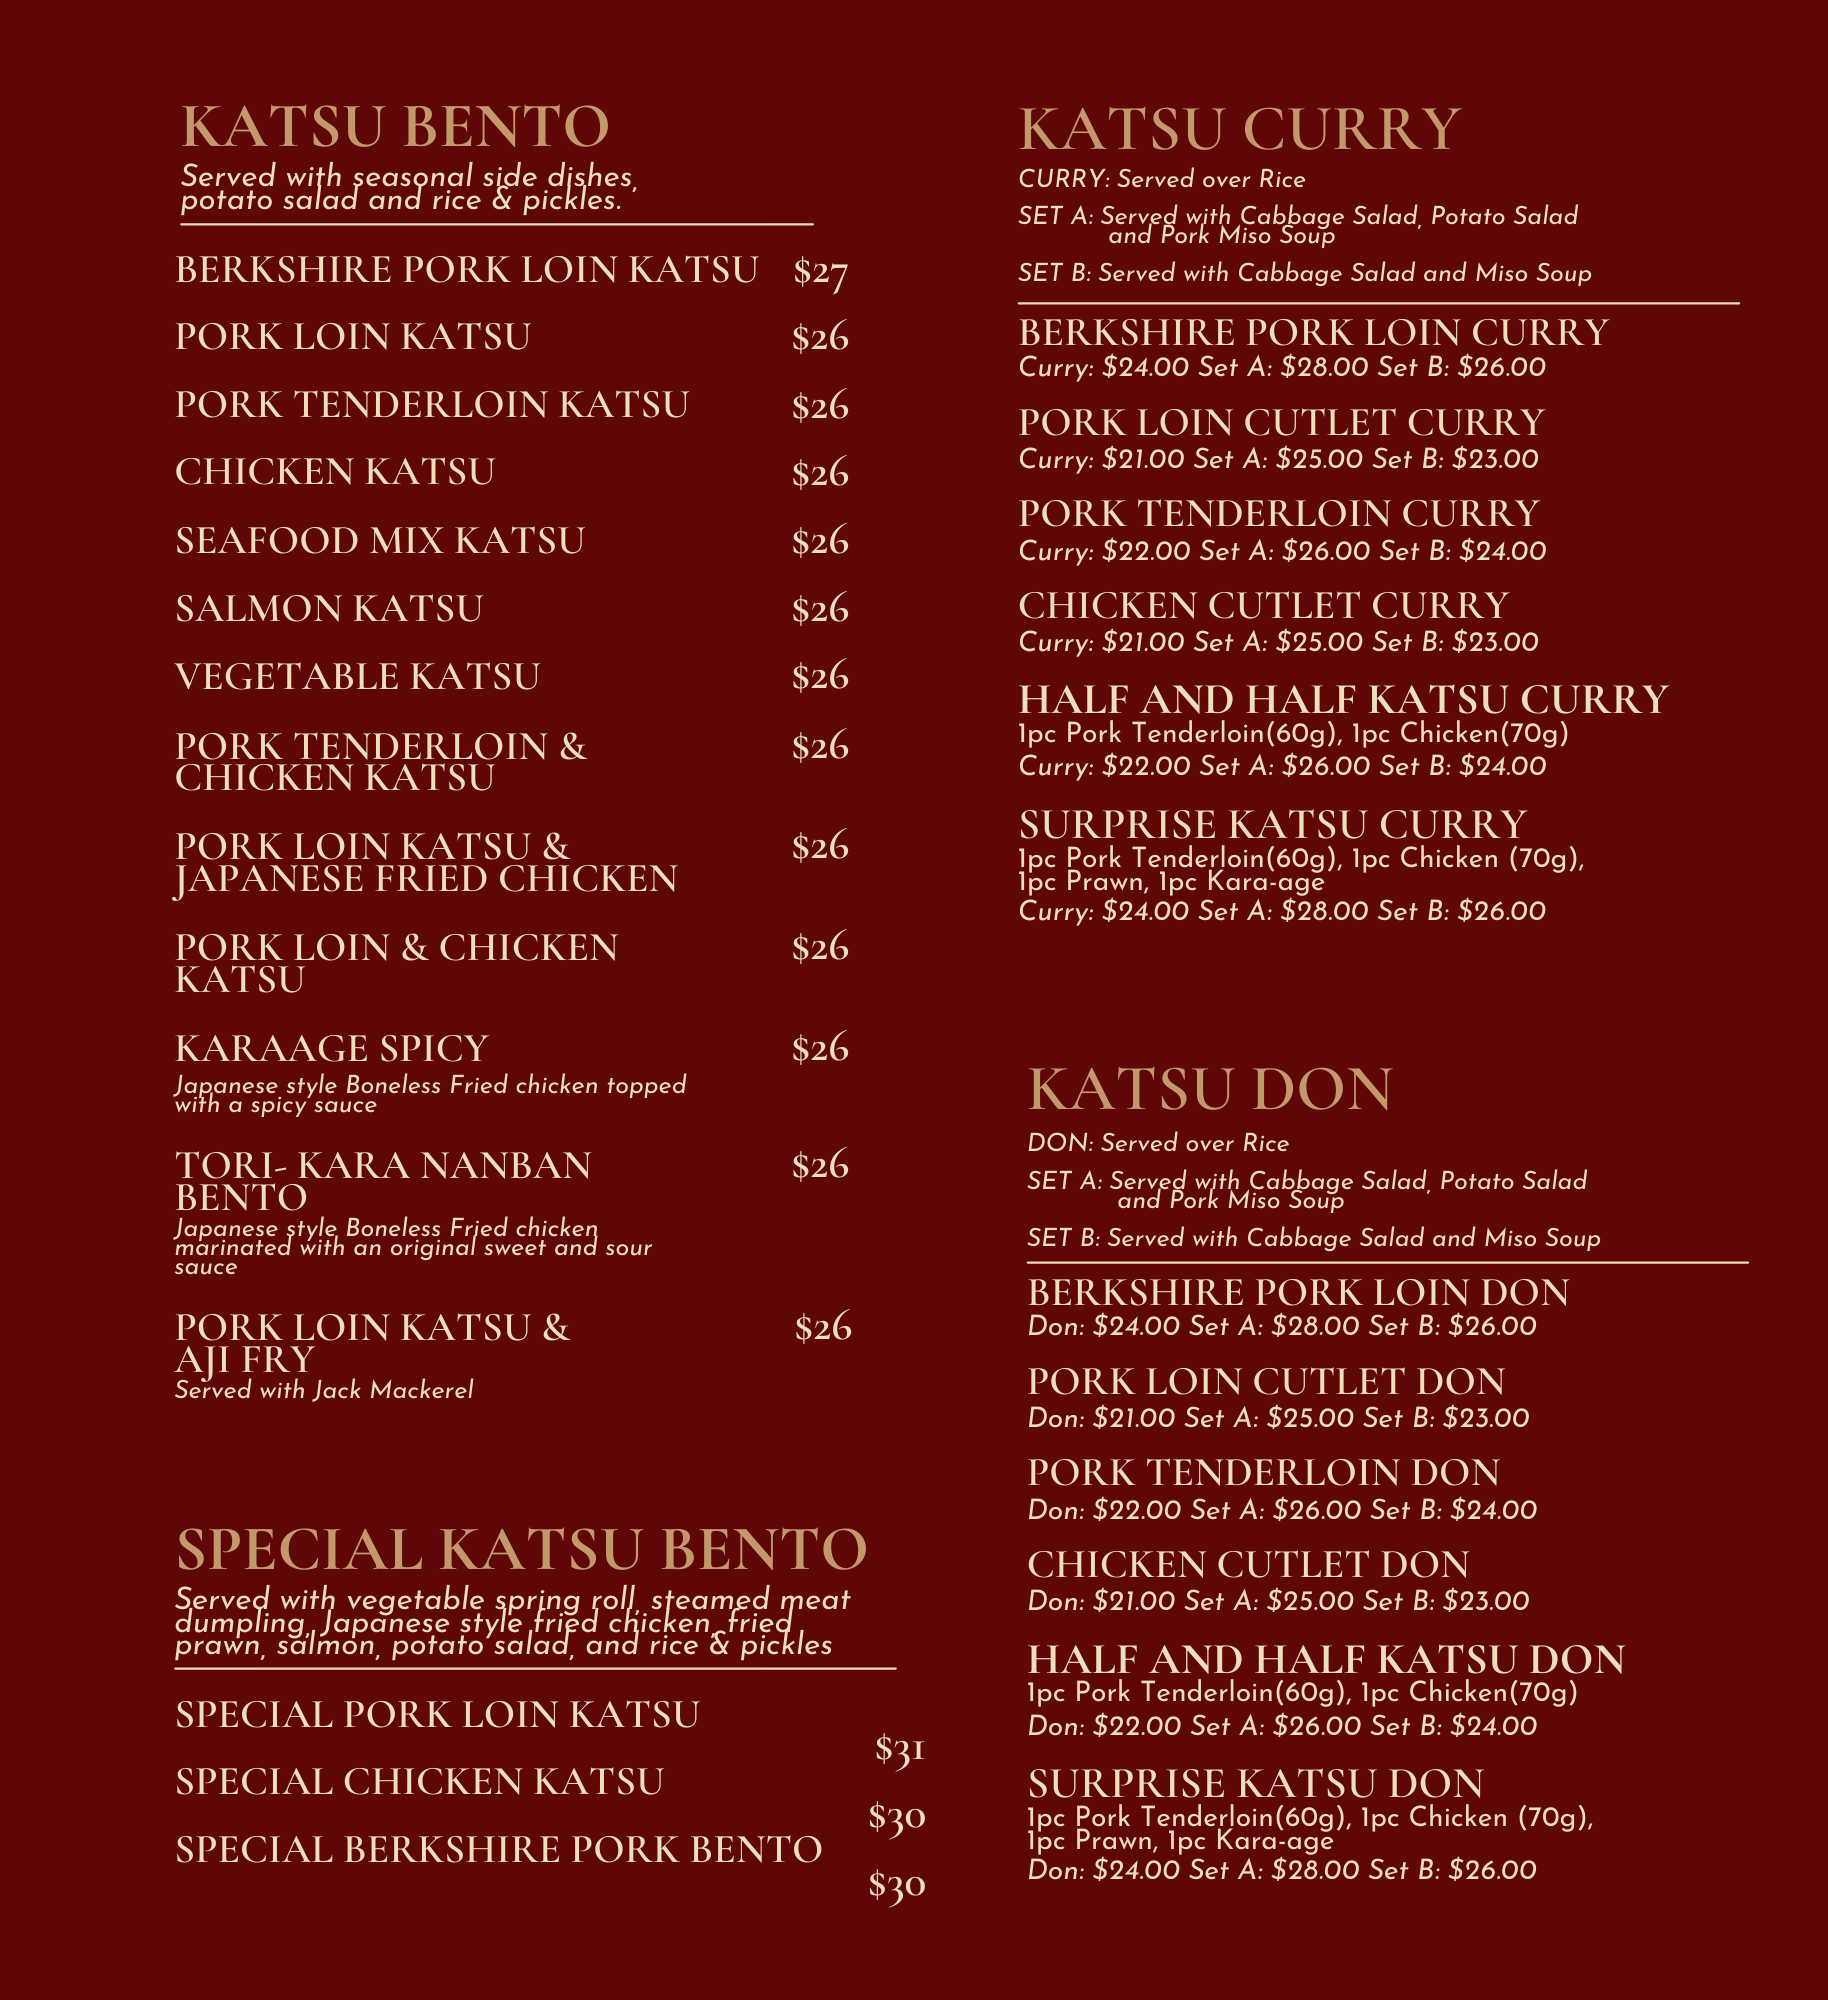 KATSU BENTO
Served with seasonal side dishes,
potato salad and rice & pickles.
BERKSHIRE PORK LOIN KATSU $27
PORK LOIN KATSU $26
PORK TENDERLOIN KATSU $26
CHICKEN KATSU $26
SEAFOOD MIX KATSU $26
SALMON KATSU $26
VEGETABLE KATSU $26
PORK TENDERLOIN & $26
CHICKEN KATSU
PORK LOIN KATSU & $26
JAPANESE FRIED CHICKEN
PORK LOIN & CHICKEN $26
KATSU
KARAAGE SPICY $26
Japanese style Boneless Fried chicken topped
with a spicy sauce
TORI- KARA NANBAN $26
BENTO
Japanese style Boneless Fried chicken
marinated with an original sweet and sour
sauce
PORK LOIN KATSU & $26
AJI FRY
Served with Jack Mackerel
SPECIAL KATSU BENTO
Served with vegetable spring roll, steamed meat
dumpling, Japanese style fried chicken, fried
prawn, salmon, potato salad, and rice & pickles
SPECIAL PORK LOIN KATSU
$31
SPECIAL CHICKEN KATSU
$30
SPECIAL BERKSHIRE PORK BENTO
$30
KATSU CURRY
CURRY: Served over Rice
SET A: Served with Cabbage Salad, Potato Salad
and Pork Miso Soup
SET B: Served with Cabbage Salad and Miso Soup
BERKSHIRE PORK LOIN CURRY
Curry: $24.00 Set A: $28.00 Set B: $26.00
PORK LOIN CUTLET CURRY
Curry: $21.00 Set A: $25.00 Set B: $23.00
PORK TENDERLOIN CURRY
Curry: $22.00 Set A: $26.00 Set B: $24.00
CHICKEN CUTLET CURRY
Curry: $21.00 Set A: $25.00 Set B: $23.00
HALF AND HALF KATSU CURRY
1pc Pork Tenderloin(60g), 1pc Chicken(70g)
Curry: $22.00 Set A: $26.00 Set B: $24.00
SURPRISE KATSU CURRY
1pc Pork Tenderloin(60g), 1pc Chicken (70g),
1pc Prawn, 1pc Kara-age
Curry: $24.00 Set A: $28.00 Set B: $26.00
KATSU DON
DON: Served over Rice
SET A: Served with Cabbage Salad, Potato Salad
and Pork Miso Soup
SET B: Served with Cabbage Salad and Miso Soup
BERKSHIRE PORK LOIN DON
Don: $24.00 Set A: $28.00 Set B: $26.00
PORK LOIN CUTLET DON
Don: $21.00 Set A: $25.00 Set B: $23.00
PORK TENDERLOIN DON
Don: $22.00 Set A: $26.00 Set B: $24.00
CHICKEN CUTLET DON
Don: $21.00 Set A: $25.00 Set B: $23.00
HALF AND HALF KATSU DON
1pc Pork Tenderloin(60g), 1pc Chicken(70g)
Don: $22.00 Set A: $26.00 Set B: $24.00
SURPRISE KATSU DON
1pc Pork Tenderloin(60g), 1pc Chicken (70g),
1pc Prawn, 1pc Kara-age
Don: $24.00 Set A: $28.00 Set B: $26.00